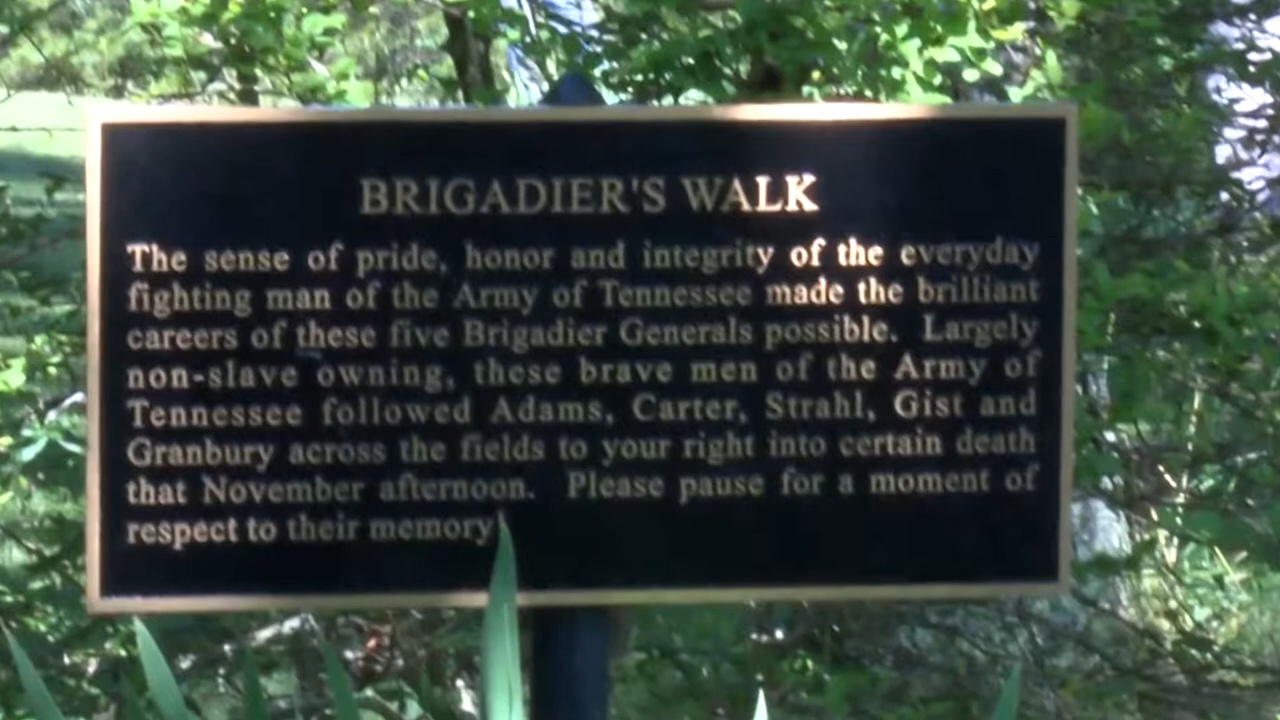 BRIGADIER'S WALK
The sense of pride, honor and integrity of the everyday
fighting man of the Army of Tennessee made the brilliant
careers of these five Brigadier Generals possible. Largely
non-slave owning, these brave men of the Army of
Tennessee followed Adams, Carter, Strahl, Gist and
Granbury across the fields to your right into certain death
that November afternoon. Please pause for a moment of
respect to their memory